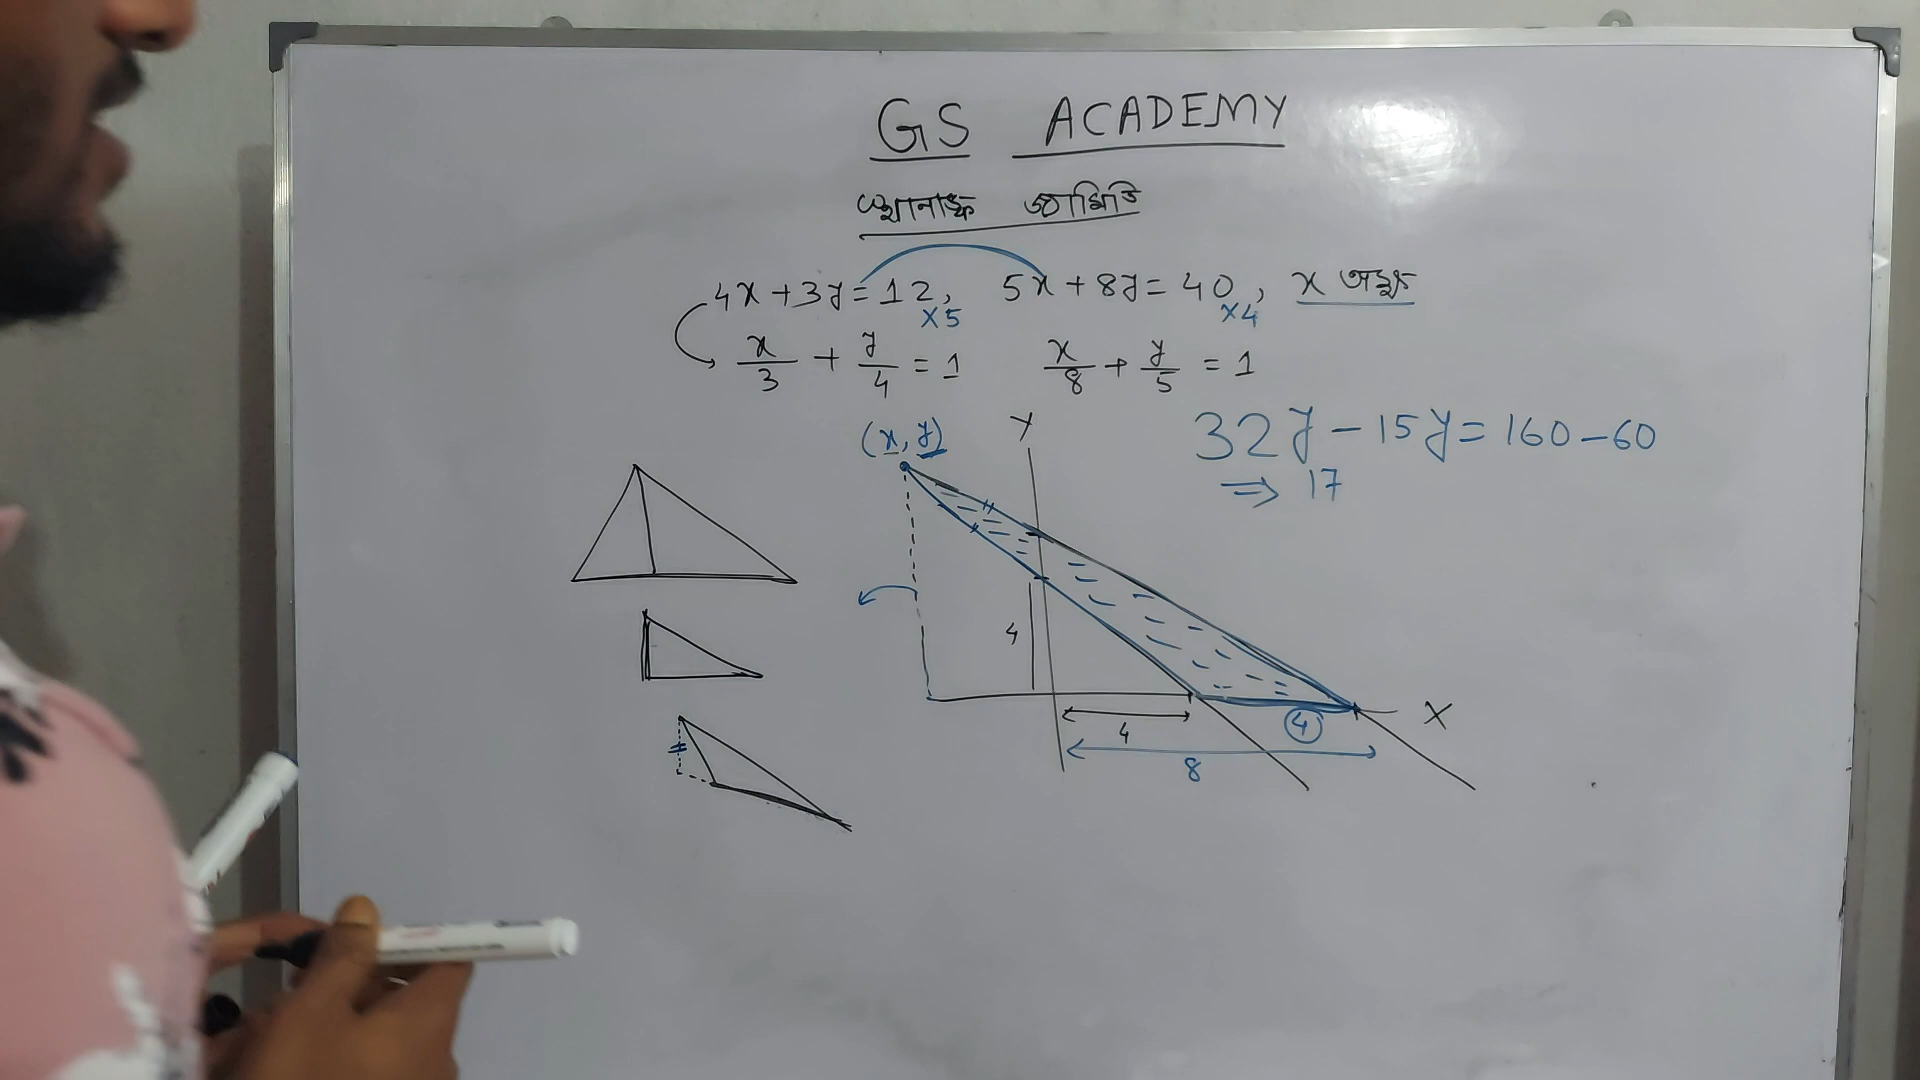 GS ACADEMY
স্থানাঙ্ক জ্যামিতি
4x + 3y = 12, 5x + 8y = 40, x অক্ষ
×5 ×4
x/3 + y/4 = 1 x/8 + y/5 = 1
(x, y) Y 32y - 15y = 160 - 60
⇒ 17
4
X
4 4
8